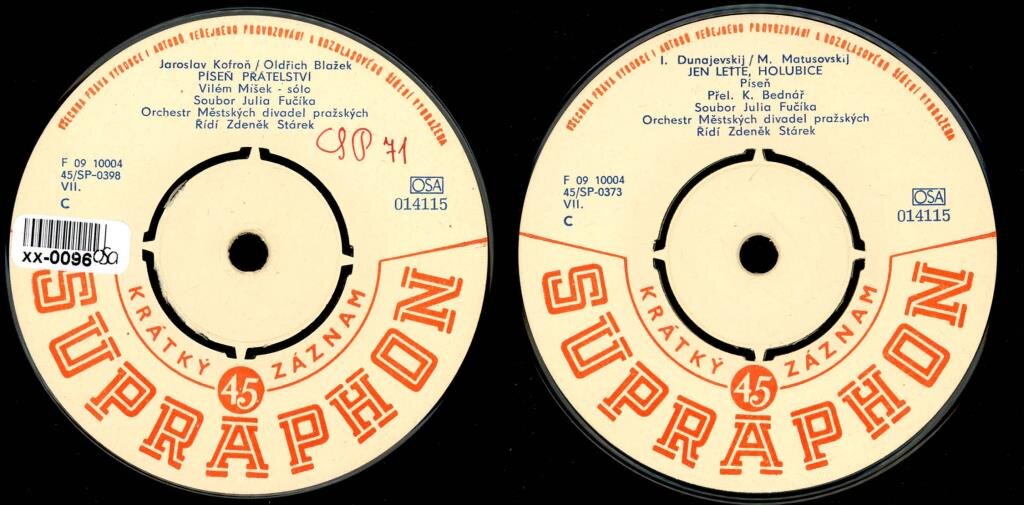 VŠECHNA PRÁVA VÝROBCE I AUTORŮ VEŘEJNÉHO PROVOZOVÁNÍ A ROZHLASOVÉHO ŠÍŘENÍ VYHRAŽENA
Jaroslav Kofroň / Oldřich Blažek
PÍSEŇ PŘÁTELSTVÍ
Vilém Míšek - sólo
Soubor Julia Fučíka
Orchestr Městských divadel pražských
Řídí Zdeněk Stárek
SP 71
F 09 10004
45/SP-0398
VII.
C
OSA
014115
xx-0096
OSA
KRÁTKÝ ZÁZNAM
45
SUPRAPHON
VŠECHNA PRÁVA VÝROBCE I AUTORŮ VEŘEJNÉHO PROVOZOVÁNÍ A ROZHLASOVÉHO ŠÍŘENÍ VYHRAŽENA
I. Dunajevskij / M. Matusovskij
JEN LETTE, HOLUBICE
Píseň
Přel. K. Bednář
Soubor Julia Fučíka
Orchestr Městských divadel pražských
Řídí Zdeněk Stárek
F 09 10004
45/SP-0373
VII.
C
OSA
014115
KRÁTKÝ ZÁZNAM
45
SUPRAPHON